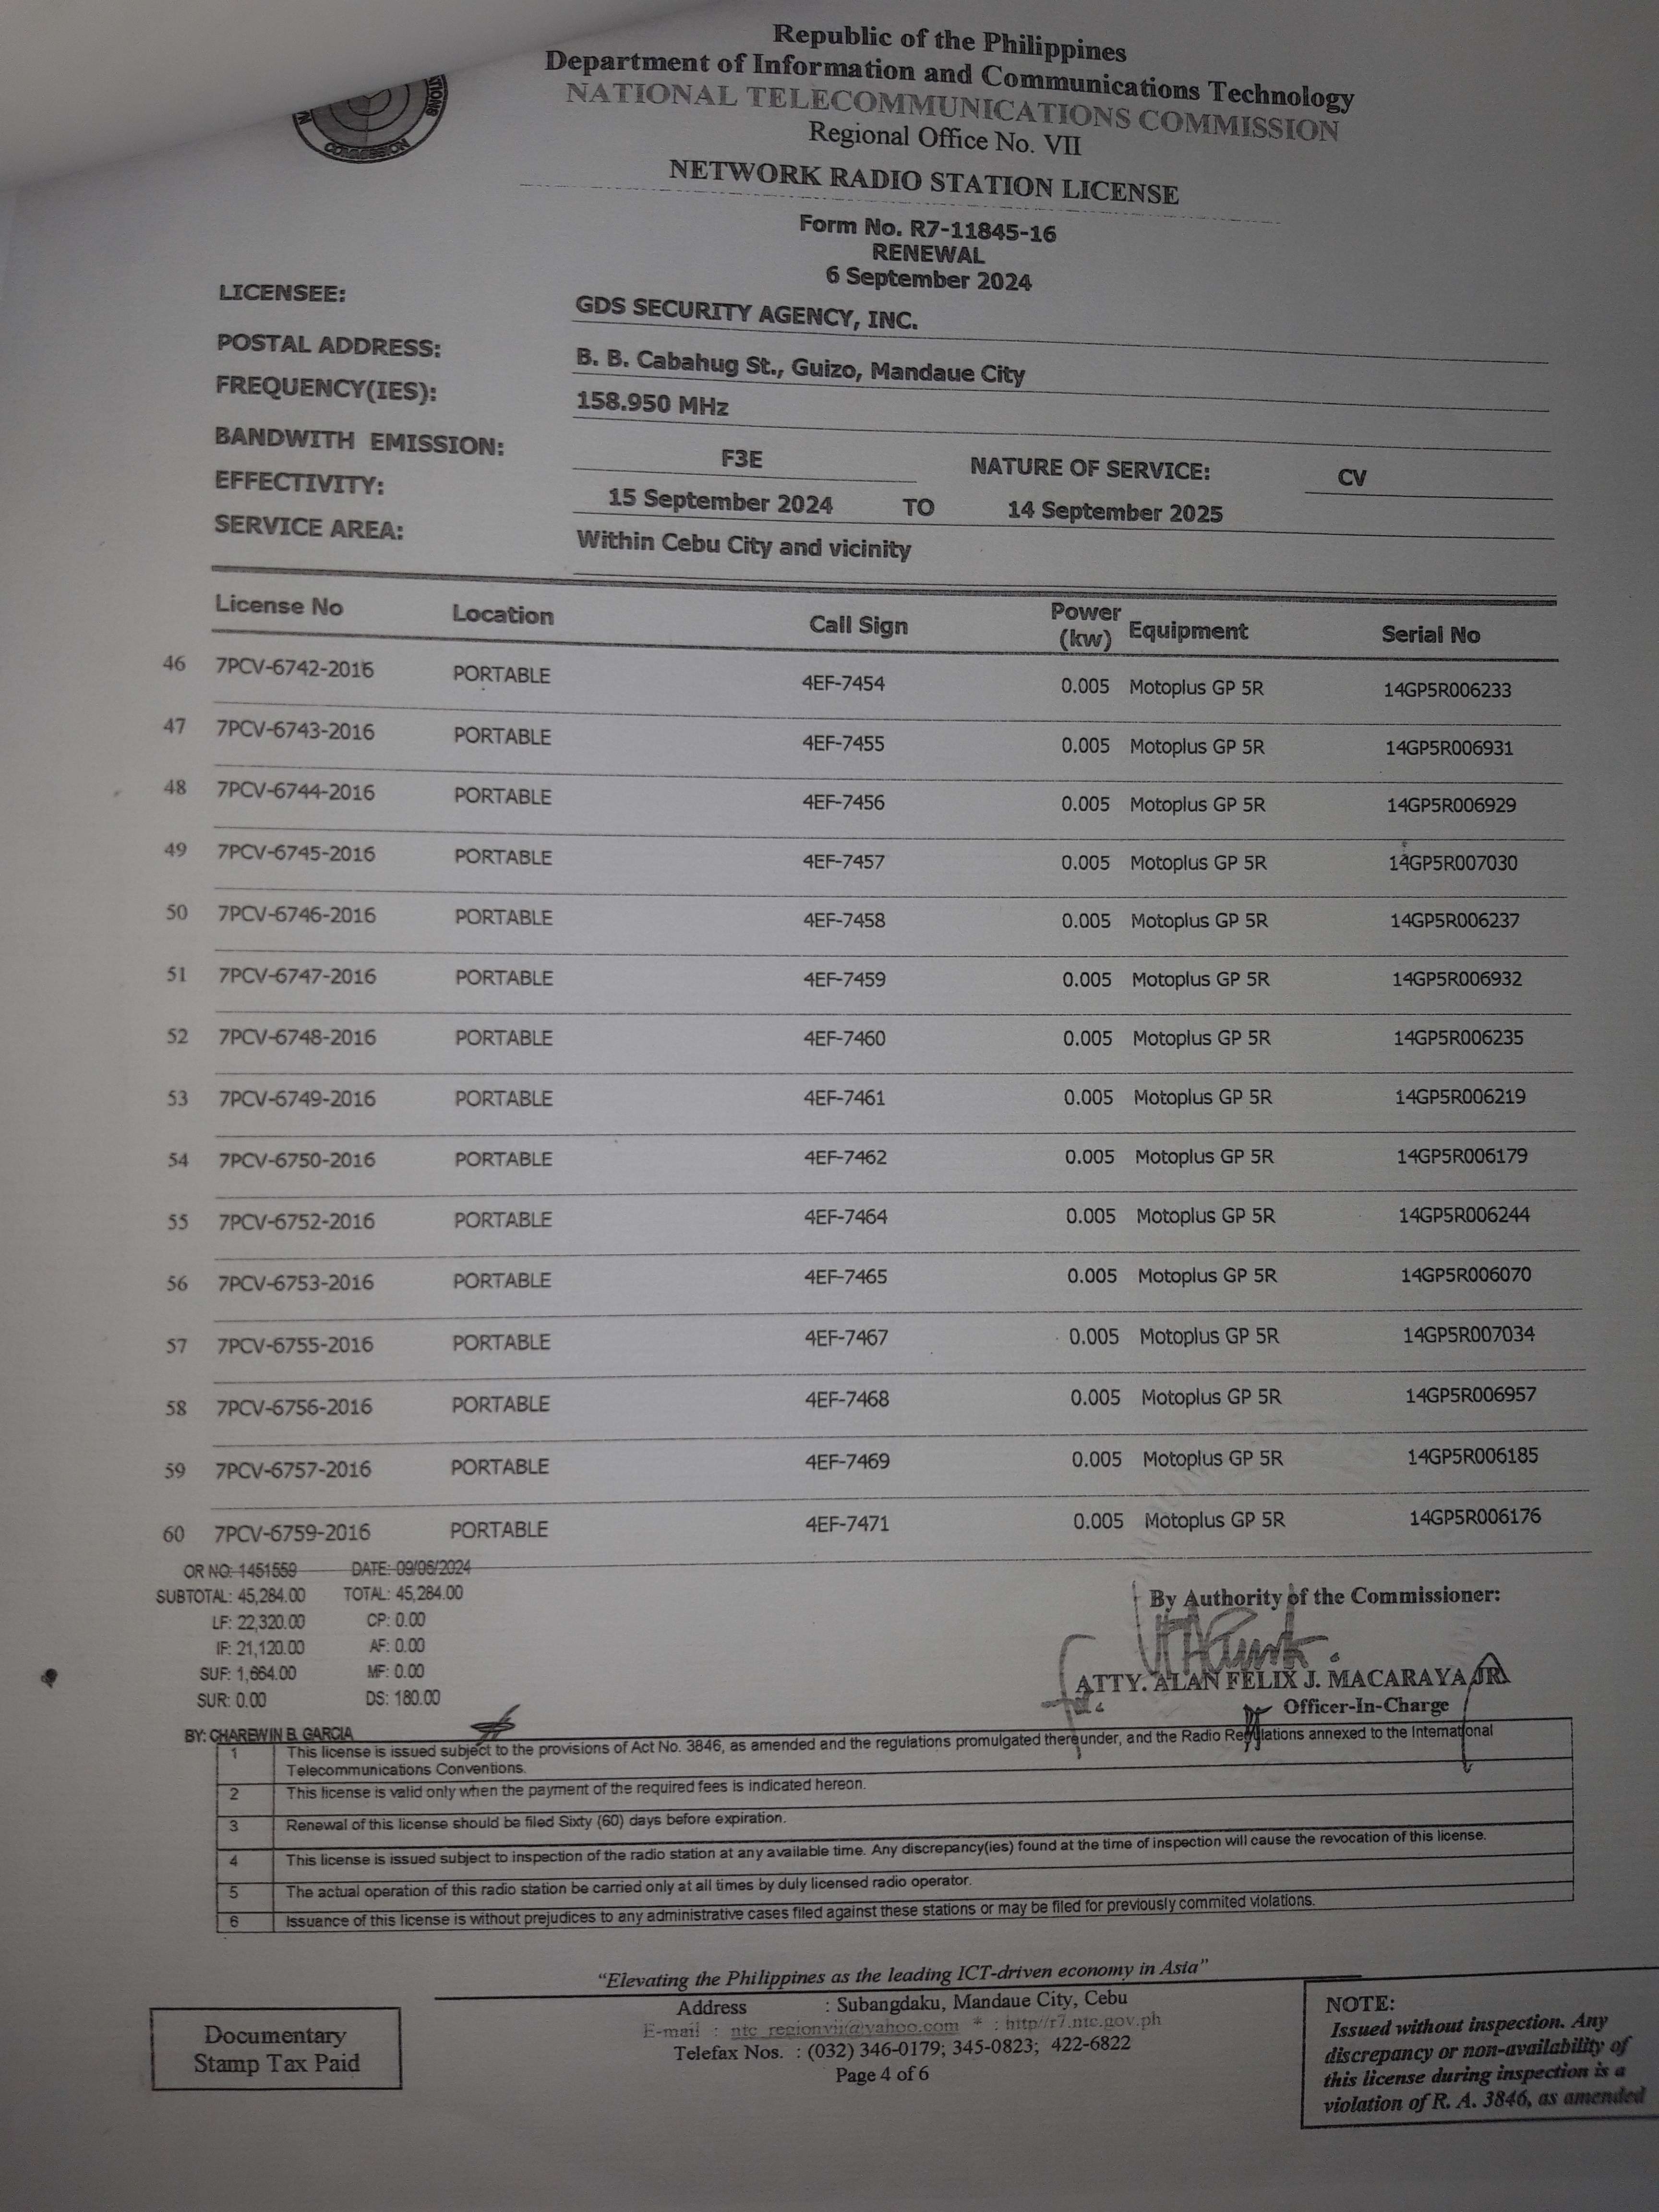 COMMISSION
Republic of the Philippines
Department of Information and Communications Technology
NATIONAL TELECOMMUNICATIONS COMMISSION
Regional Office No. VII
NETWORK RADIO STATION LICENSE
Form No. R7-11845-16
RENEWAL
6 September 2024
LICENSEE: GDS SECURITY AGENCY, INC.
POSTAL ADDRESS: B. B. Cabahug St., Guizo, Mandaue City
FREQUENCY(IES): 158.950 MHz
BANDWITH EMISSION: F3E NATURE OF SERVICE: CV
EFFECTIVITY: 15 September 2024 TO 14 September 2025
SERVICE AREA: Within Cebu City and vicinity
License No Location Call Sign Power (kw) Equipment Serial No
46 7PCV-6742-2016 PORTABLE 4EF-7454 0.005 Motoplus GP 5R 14GP5R006233
47 7PCV-6743-2016 PORTABLE 4EF-7455 0.005 Motoplus GP 5R 14GP5R006931
48 7PCV-6744-2016 PORTABLE 4EF-7456 0.005 Motoplus GP 5R 14GP5R006929
49 7PCV-6745-2016 PORTABLE 4EF-7457 0.005 Motoplus GP 5R 14GP5R007030
50 7PCV-6746-2016 PORTABLE 4EF-7458 0.005 Motoplus GP 5R 14GP5R006237
51 7PCV-6747-2016 PORTABLE 4EF-7459 0.005 Motoplus GP 5R 14GP5R006932
52 7PCV-6748-2016 PORTABLE 4EF-7460 0.005 Motoplus GP 5R 14GP5R006235
53 7PCV-6749-2016 PORTABLE 4EF-7461 0.005 Motoplus GP 5R 14GP5R006219
54 7PCV-6750-2016 PORTABLE 4EF-7462 0.005 Motoplus GP 5R 14GP5R006179
55 7PCV-6752-2016 PORTABLE 4EF-7464 0.005 Motoplus GP 5R 14GP5R006244
56 7PCV-6753-2016 PORTABLE 4EF-7465 0.005 Motoplus GP 5R 14GP5R006070
57 7PCV-6755-2016 PORTABLE 4EF-7467 0.005 Motoplus GP 5R 14GP5R007034
58 7PCV-6756-2016 PORTABLE 4EF-7468 0.005 Motoplus GP 5R 14GP5R006957
59 7PCV-6757-2016 PORTABLE 4EF-7469 0.005 Motoplus GP 5R 14GP5R006185
60 7PCV-6759-2016 PORTABLE 4EF-7471 0.005 Motoplus GP 5R 14GP5R006176
OR NO: 1451559 DATE: 09/06/2024
SUBTOTAL: 45,284.00 TOTAL: 45,284.00
LF: 22,320.00 CP: 0.00
IF: 21,120.00 AF: 0.00
SUF: 1,664.00 MF: 0.00
SUR: 0.00 DS: 180.00
BY: CHAREWIN B. GARCIA
By Authority of the Commissioner:
ATTY. ALAN FELIX J. MACARAYA, JR.
Officer-In-Charge
1 This license is issued subject to the provisions of Act No. 3846, as amended and the regulations promulgated thereunder, and the Radio Regulations annexed to the International
Telecommunications Conventions.
2 This license is valid only when the payment of the required fees is indicated hereon.
3 Renewal of this license should be filed Sixty (60) days before expiration.
4 This license is issued subject to inspection of the radio station at any available time. Any discrepancy(ies) found at the time of inspection will cause the revocation of this license.
5 The actual operation of this radio station be carried only at all times by duly licensed radio operator.
6 Issuance of this license is without prejudices to any administrative cases filed against these stations or may be filed for previously commited violations.
"Elevating the Philippines as the leading ICT-driven economy in Asia"
Address : Subangdaku, Mandaue City, Cebu
E-mail : ntc_regionvii@yahoo.com * : http//r7.ntc.gov.ph
Telefax Nos. : (032) 346-0179; 345-0823; 422-6822
Page 4 of 6
Documentary
Stamp Tax Paid
NOTE:
Issued without inspection. Any
discrepancy or non-availability of
this license during inspection is a
violation of R. A. 3846, as amended